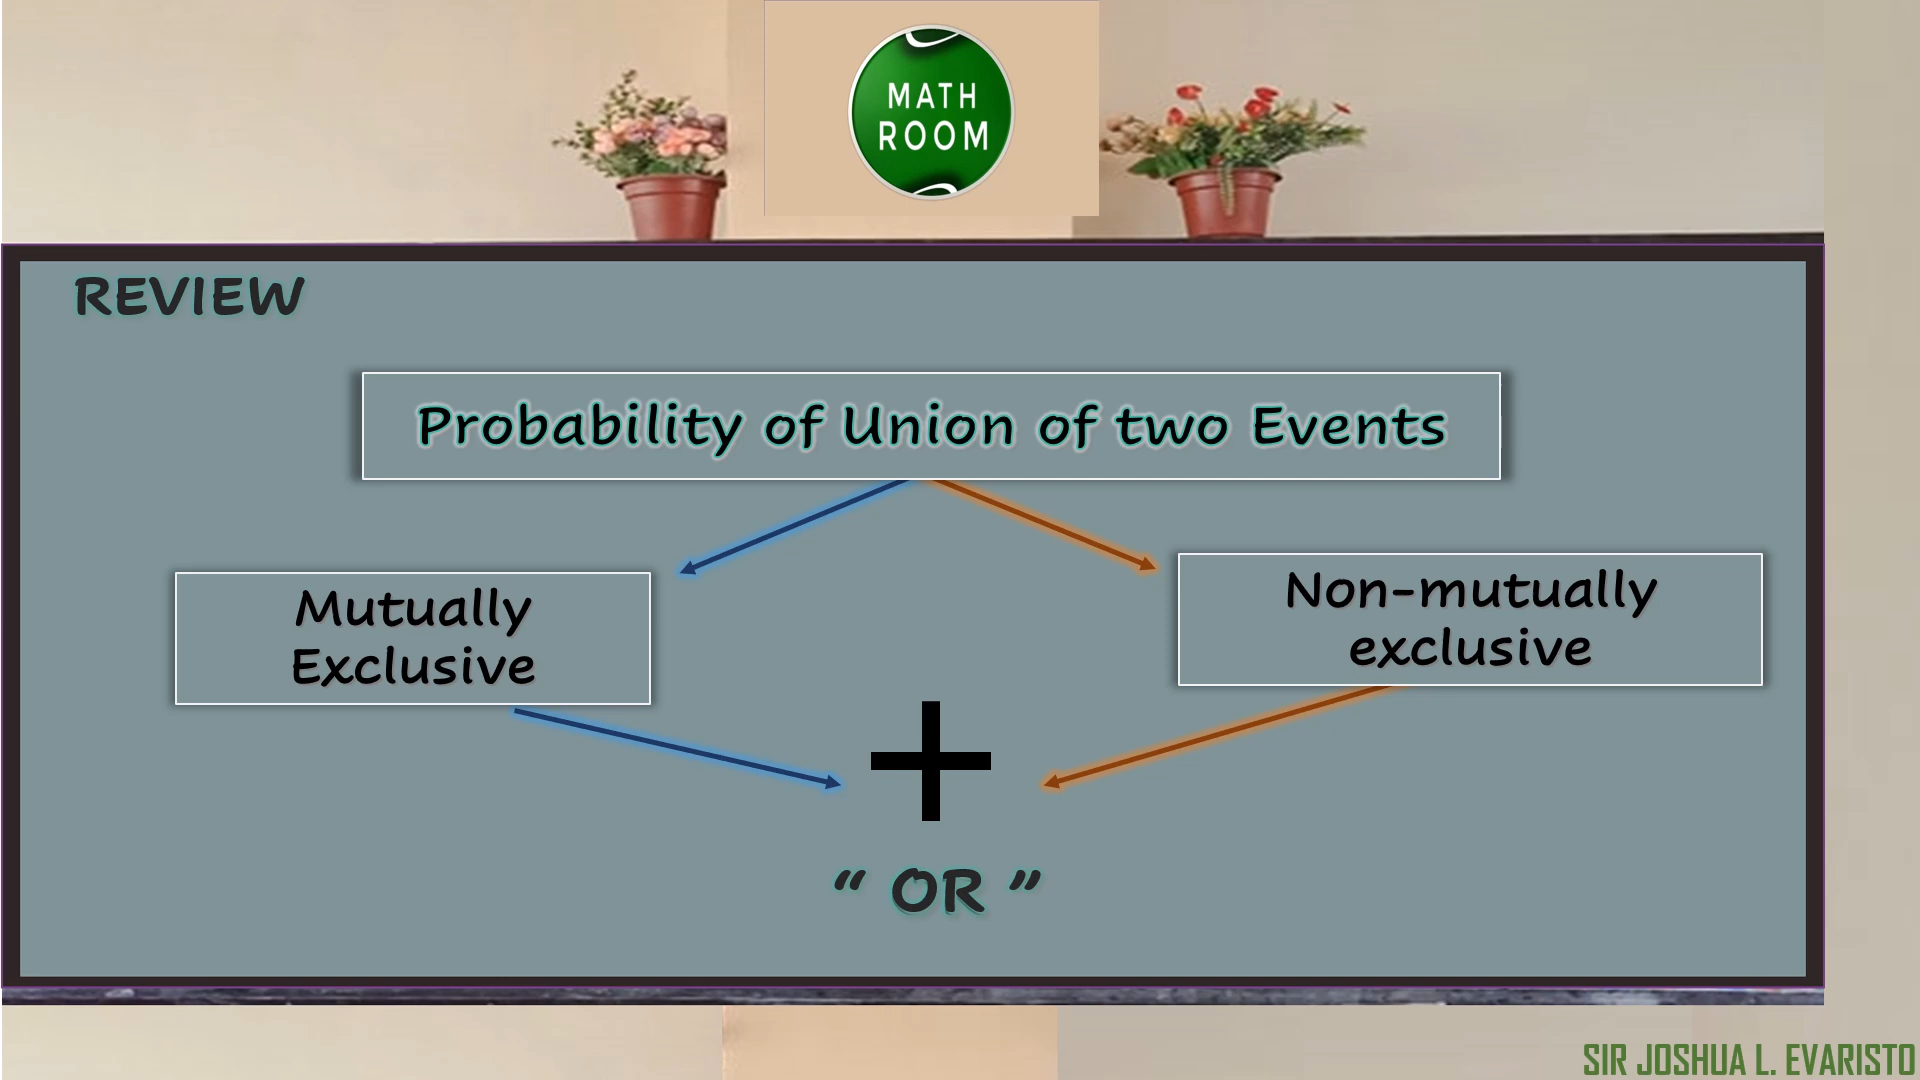 MATH
ROOM
REVIEW
Probability of Union of two Events
Mutually
Exclusive
Non-mutually
exclusive
+
“ OR ”
SIR JOSHUA L. EVARISTO